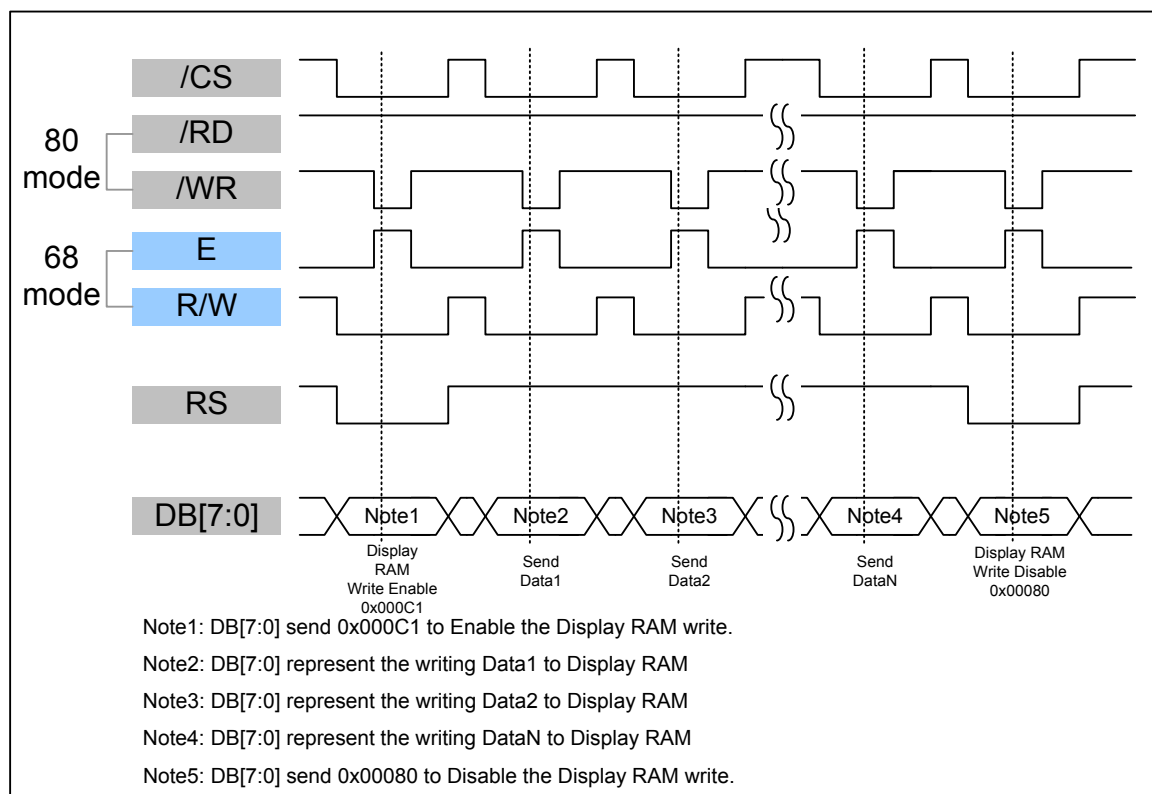 /CS
80
mode
/RD
/WR
68
mode
E
R/W
RS
DB[7:0]
Note1
Note2
Note3
Note4
Note5
Display
RAM
Write Enable
0x000C1
Send
Data1
Send
Data2
Send
DataN
Display RAM
Write Disable
0x00080
Note1: DB[7:0] send 0x000C1 to Enable the Display RAM write.
Note2: DB[7:0] represent the writing Data1 to Display RAM
Note3: DB[7:0] represent the writing Data2 to Display RAM
Note4: DB[7:0] represent the writing DataN to Display RAM
Note5: DB[7:0] send 0x00080 to Disable the Display RAM write.